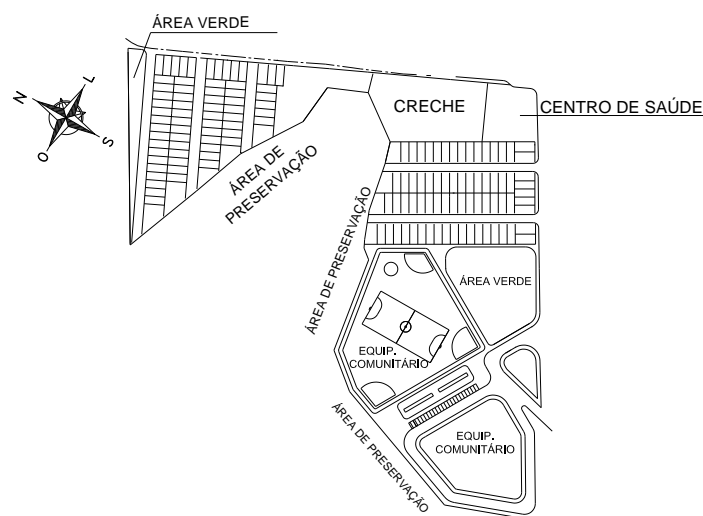 ÁREA VERDE
N
L
O
S
CRECHE
CENTRO DE SAÚDE
ÁREA DE
PRESERVAÇÃO
ÁREA DE PRESERVAÇÃO
ÁREA VERDE
EQUIP.
COMUNITÁRIO
ÁREA DE PRESERVAÇÃO
EQUIP.
COMUNITÁRIO